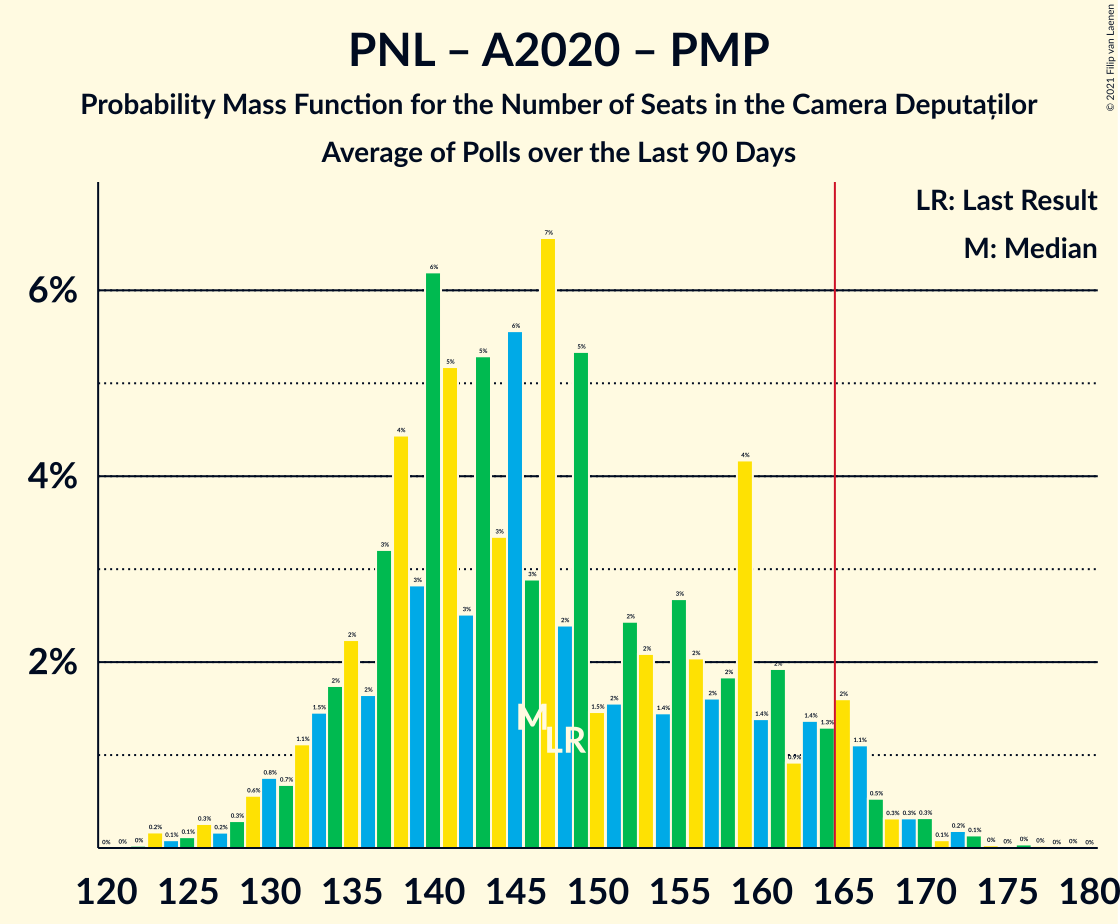 PNL – A2020 – PMP
Probability Mass Function for the Number of Seats in the Camera Deputaților
Average of Polls over the Last 90 Days
© 2021 Filip van Laenen
LR: Last Result
M: Median
6%
4%
2%
0% 0% 0% 0.2% 0.1% 0.1% 0.3% 0.2% 0.3% 0.6% 0.8% 0.7% 1.1% 1.5% 2% 2% 2% 3% 4% 3% 6% 5% 3% 5% 3% 6% 3% 7% 2% 5% 1.5% 2% 2% 2% 1.4% 3% 2% 2% 2% 4% 1.4% 2% 0.9% 1.4% 1.3% 2% 1.1% 0.5% 0.3% 0.3% 0.3% 0.1% 0.2% 0.1% 0% 0% 0% 0% 0% 0% 0%
M
LR
120 125 130 135 140 145 150 155 160 165 170 175 180